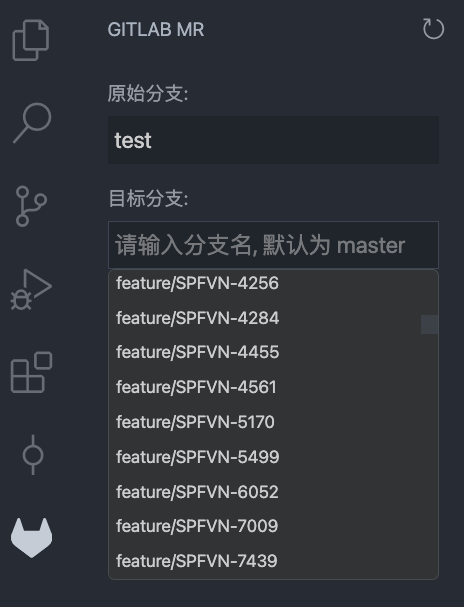 GITLAB MR
原始分支:
test
目标分支:
请输入分支名, 默认为 master
feature/SPFVN-4256
feature/SPFVN-4284
feature/SPFVN-4455
feature/SPFVN-4561
feature/SPFVN-5170
feature/SPFVN-5499
feature/SPFVN-6052
feature/SPFVN-7009
feature/SPFVN-7439